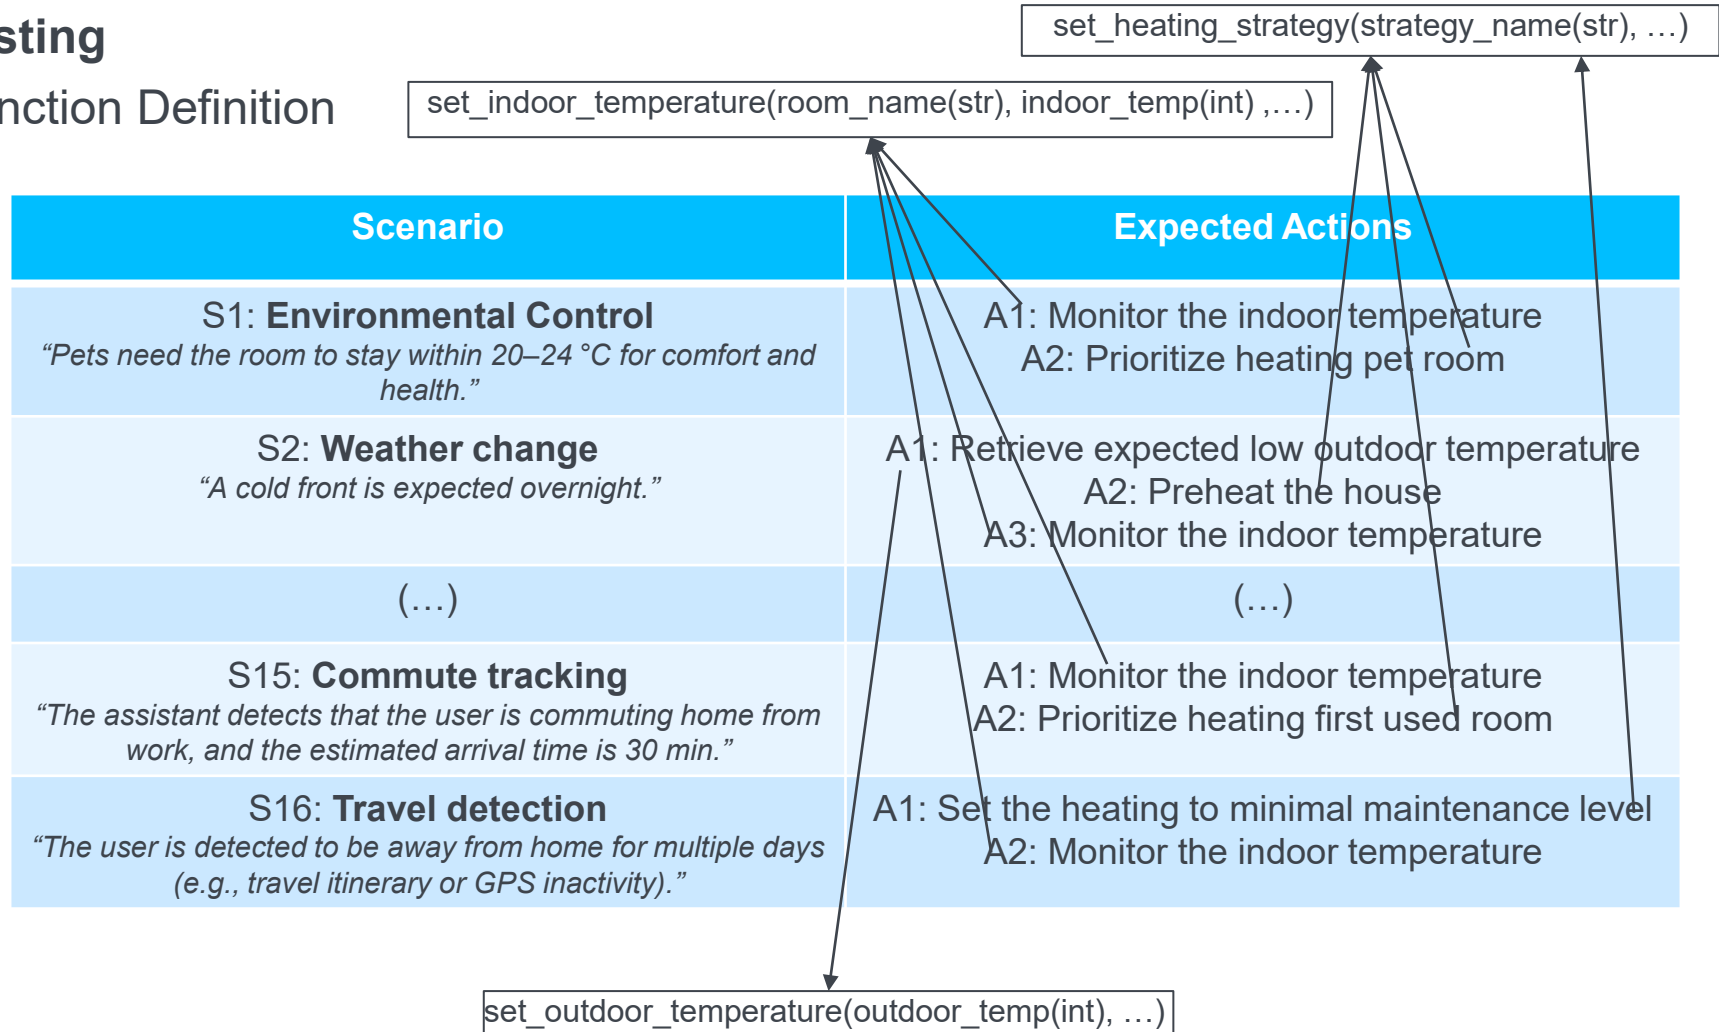 sting
set_heating_strategy(strategy_name(str), …)
nction Definition
set_indoor_temperature(room_name(str), indoor_temp(int) ,…)
Scenario
Expected Actions
S1: Environmental Control
“Pets need the room to stay within 20–24 °C for comfort and
health.”
A1: Monitor the indoor temperature
A2: Prioritize heating pet room
S2: Weather change
“A cold front is expected overnight.”
A1: Retrieve expected low outdoor temperature
A2: Preheat the house
A3: Monitor the indoor temperature
(…)
(…)
S15: Commute tracking
“The assistant detects that the user is commuting home from
work, and the estimated arrival time is 30 min.”
A1: Monitor the indoor temperature
A2: Prioritize heating first used room
S16: Travel detection
“The user is detected to be away from home for multiple days
(e.g., travel itinerary or GPS inactivity).”
A1: Set the heating to minimal maintenance level
A2: Monitor the indoor temperature
set_outdoor_temperature(outdoor_temp(int), …)